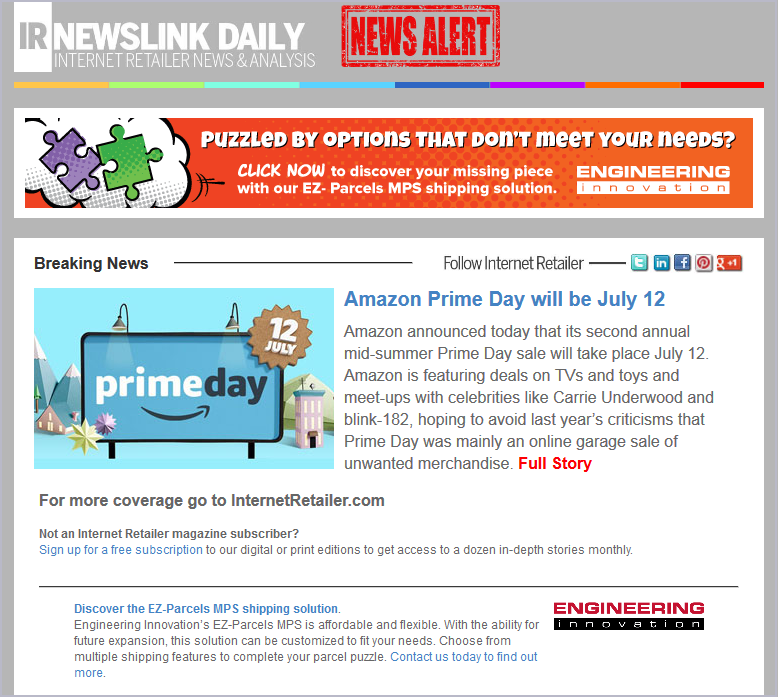 IR NEWSLINK DAILY
INTERNET RETAILER NEWS & ANALYSIS
NEWS ALERT
PUZZLED BY OPTIONS THAT DON'T MEET YOUR NEEDS?
CLICK NOW to discover your missing piece
with our EZ- Parcels MPS shipping solution.
ENGINEERING
innovation
Breaking News
Follow Internet Retailer
t
in
f
g +1
12
JULY
primeday
Amazon Prime Day will be July 12
Amazon announced today that its second annual
mid-summer Prime Day sale will take place July 12.
Amazon is featuring deals on TVs and toys and
meet-ups with celebrities like Carrie Underwood and
blink-182, hoping to avoid last year's criticisms that
Prime Day was mainly an online garage sale of
unwanted merchandise. Full Story
For more coverage go to InternetRetailer.com
Not an Internet Retailer magazine subscriber?
Sign up for a free subscription to our digital or print editions to get access to a dozen in-depth stories monthly.
Discover the EZ-Parcels MPS shipping solution.
Engineering Innovation's EZ-Parcels MPS is affordable and flexible. With the ability for
future expansion, this solution can be customized to fit your needs. Choose from
multiple shipping features to complete your parcel puzzle. Contact us today to find out
more.
ENGINEERING
innovation